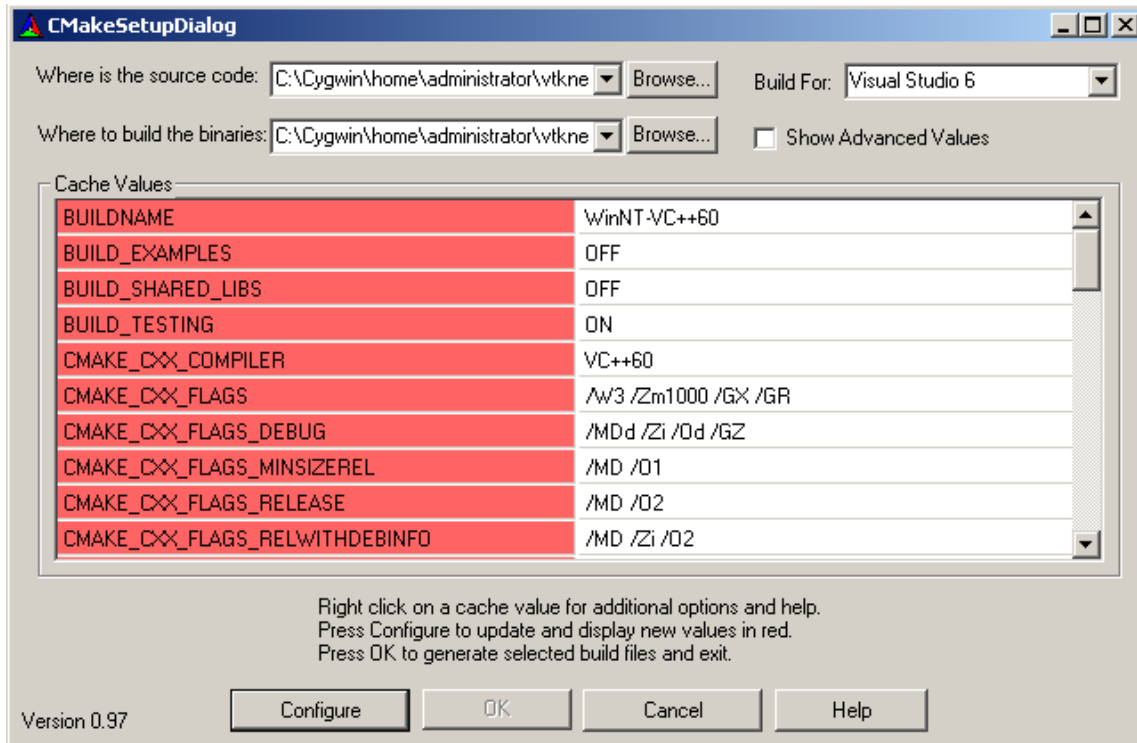 CMakeSetupDialog
Where is the source code: C:\Cygwin\home\administrator\vtkne Browse... Build For: Visual Studio 6
Where to build the binaries: C:\Cygwin\home\administrator\vtkne Browse... Show Advanced Values
Cache Values
BUILDNAME WinNT-VC++60
BUILD_EXAMPLES OFF
BUILD_SHARED_LIBS OFF
BUILD_TESTING ON
CMAKE_CXX_COMPILER VC++60
CMAKE_CXX_FLAGS /W3 /Zm1000 /GX /GR
CMAKE_CXX_FLAGS_DEBUG /MDd /Zi /Od /GZ
CMAKE_CXX_FLAGS_MINSIZEREL /MD /O1
CMAKE_CXX_FLAGS_RELEASE /MD /O2
CMAKE_CXX_FLAGS_RELWITHDEBINFO /MD /Zi /O2
Right click on a cache value for additional options and help.
Press Configure to update and display new values in red.
Press OK to generate selected build files and exit.
Version 0.97 Configure OK Cancel Help